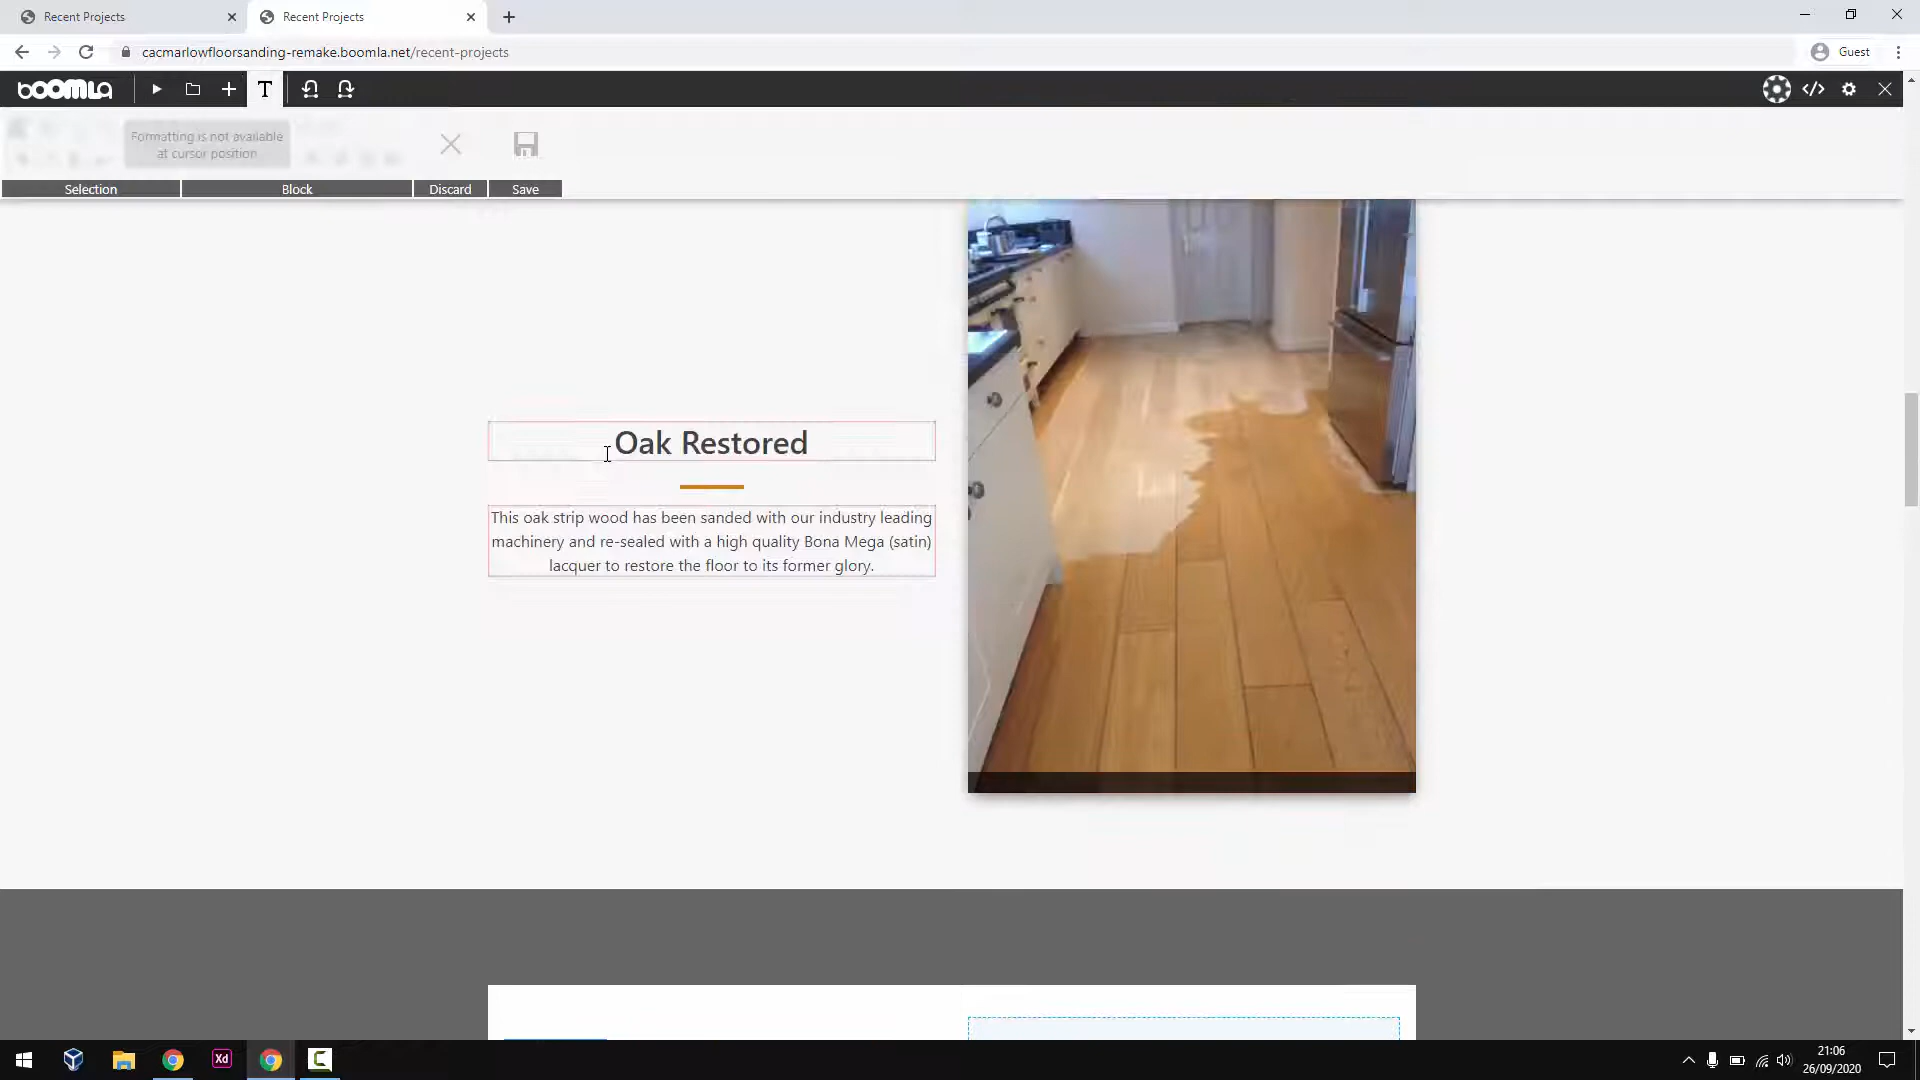 Recent Projects
Recent Projects
cacmarlowfloorsanding-remake.boomla.net/recent-projects
Guest
boomla
T
Formatting is not available
at cursor position
Selection
Block
Discard
Save
Oak Restored
This oak strip wood has been sanded with our industry leading
machinery and re-sealed with a high quality Bona Mega (satin)
lacquer to restore the floor to its former glory.
Xd
21:06
26/09/2020